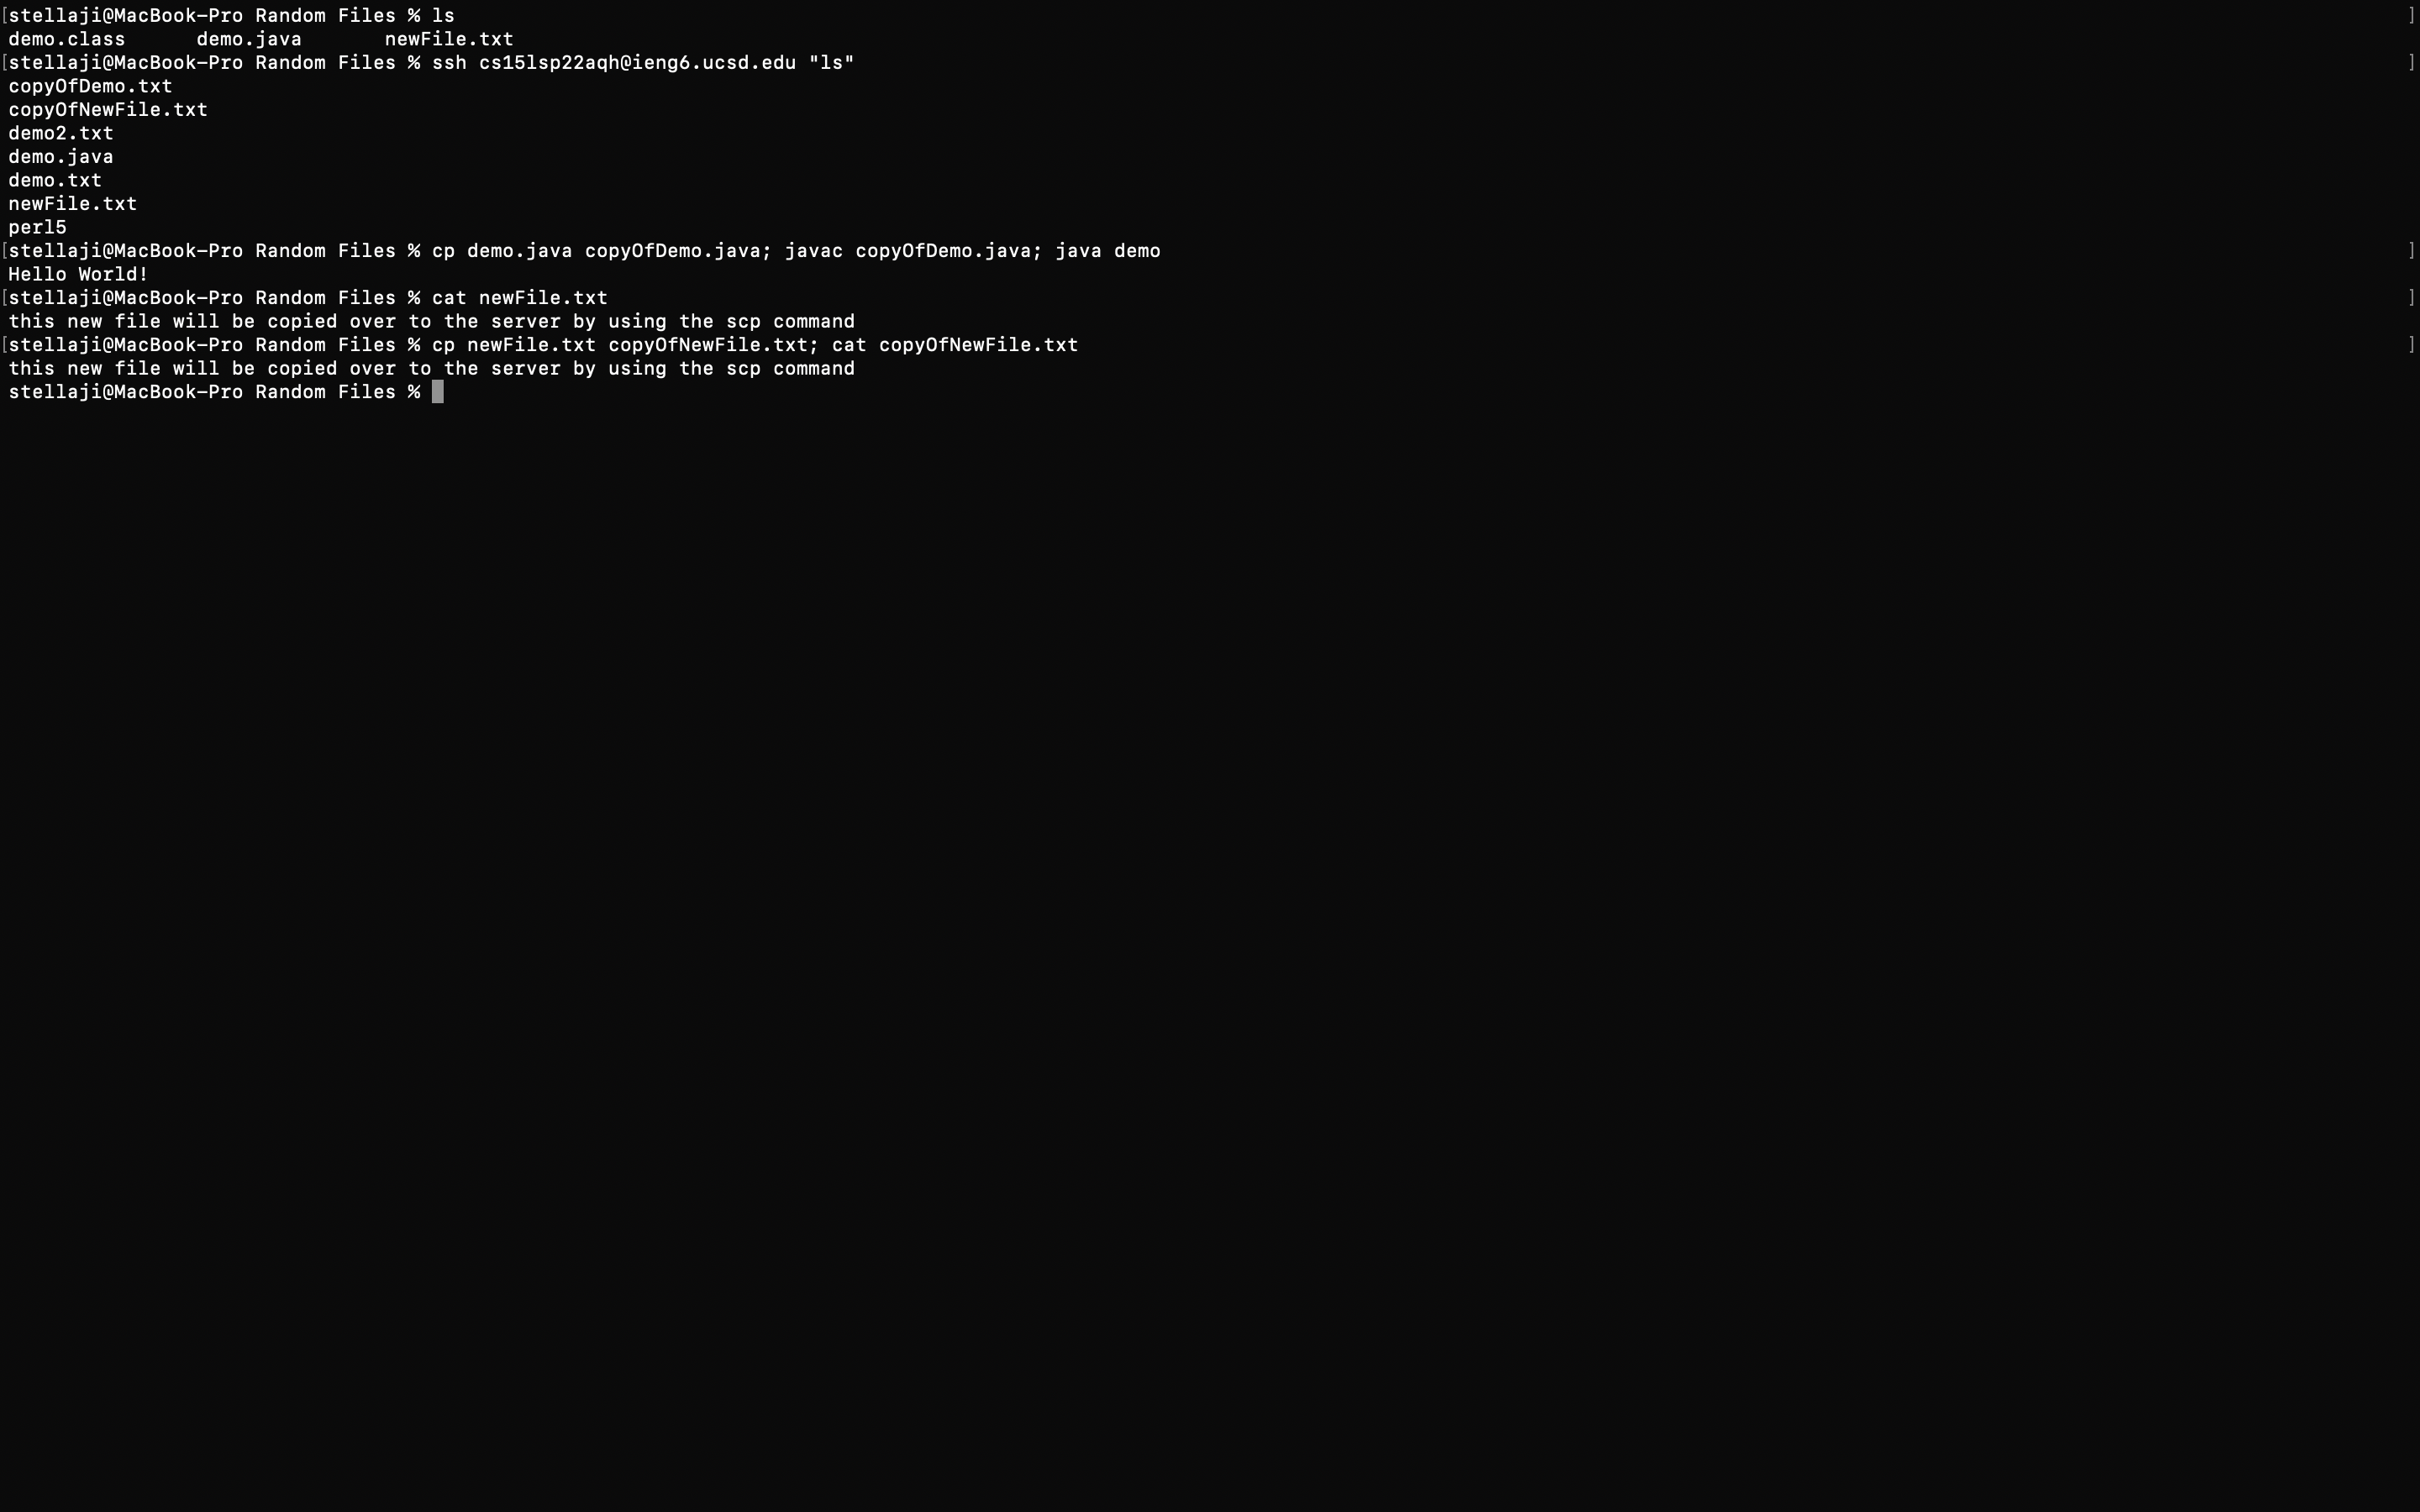 [stellaji@MacBook-Pro Random Files % ls ]
demo.class demo.java newFile.txt
[stellaji@MacBook-Pro Random Files % ssh cs15lsp22aqh@ieng6.ucsd.edu "ls" ]
copyOfDemo.txt
copyOfNewFile.txt
demo2.txt
demo.java
demo.txt
newFile.txt
perl5
[stellaji@MacBook-Pro Random Files % cp demo.java copyOfDemo.java; javac copyOfDemo.java; java demo ]
Hello World!
[stellaji@MacBook-Pro Random Files % cat newFile.txt ]
this new file will be copied over to the server by using the scp command
[stellaji@MacBook-Pro Random Files % cp newFile.txt copyOfNewFile.txt; cat copyOfNewFile.txt ]
this new file will be copied over to the server by using the scp command
stellaji@MacBook-Pro Random Files %